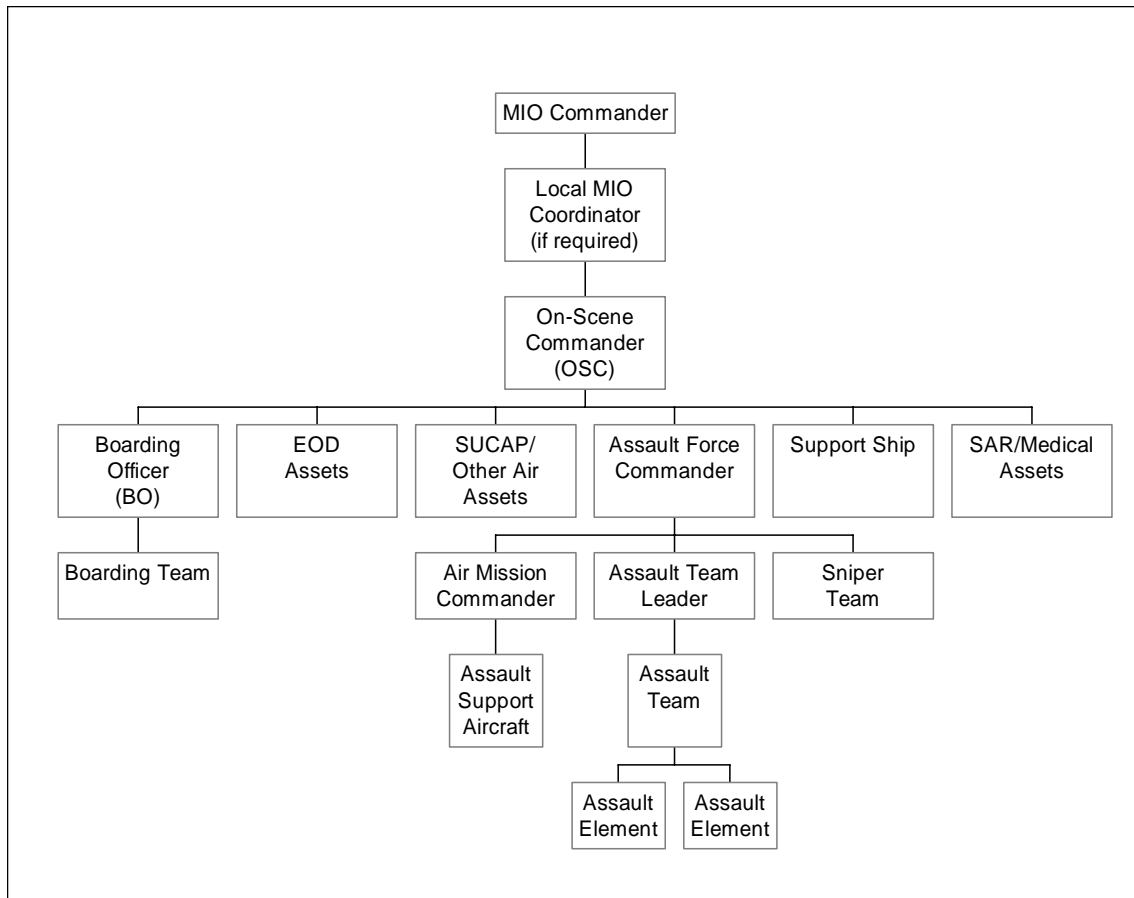 MIO Commander
Local MIO
Coordinator
(if required)
On-Scene
Commander
(OSC)
Boarding
Officer
(BO)
EOD
Assets
SUCAP/
Other Air
Assets
Assault Force
Commander
Support Ship
SAR/Medical
Assets
Boarding Team
Air Mission
Commander
Assault Team
Leader
Sniper
Team
Assault
Support
Aircraft
Assault
Team
Assault
Element
Assault
Element